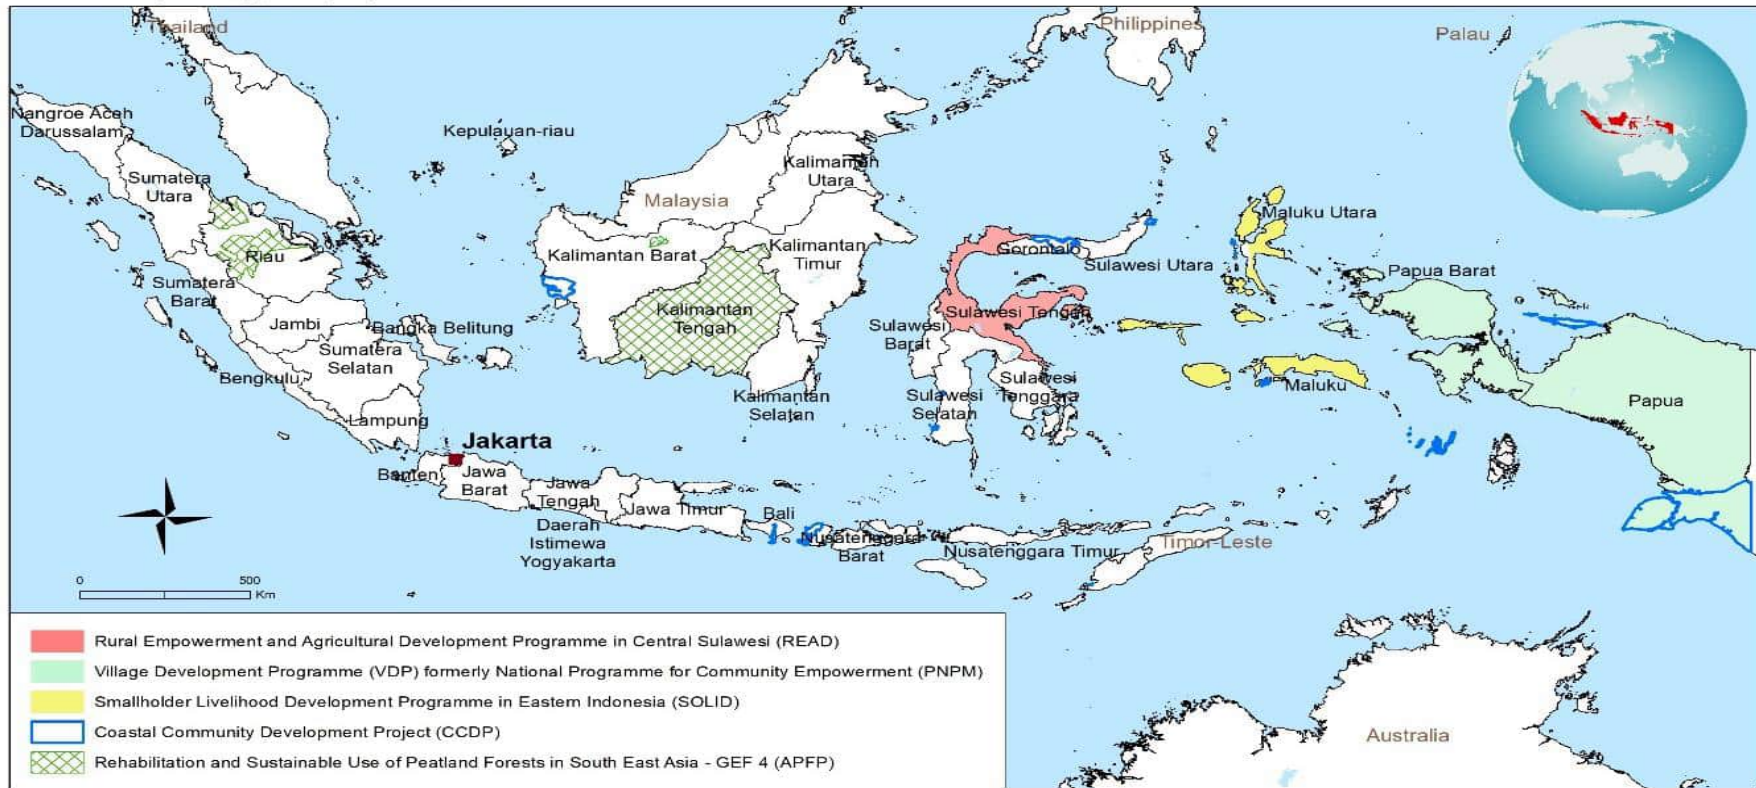 Thailand
Philippines
Palau
Nangroe Aceh
Darussalam
Kepulauan-riau
Sumatera
Utara
Kalimantan
Utara
Malaysia
Maluku Utara
Riau
Kalimantan Barat
Kalimantan
Timur
Gorontalo
Sulawesi Utara
Papua Barat
Sumatera
Barat
Kalimantan
Tengah
Sulawesi Tengah
Jambi
Bangka Belitung
Sulawesi
Barat
Sumatera
Selatan
Bengkulu
Sulawesi
Tenggara
Maluku
Kalimantan
Selatan
Sulawesi
Selatan
Papua
Lampung
Jakarta
Banten
Jawa
Barat
Jawa
Tengah
Jawa Timur
Bali
Daerah
Istimewa
Yogyakarta
Nusatenggara
Barat
Nusatenggara Timur
Timor-Leste
0 500
Km
Rural Empowerment and Agricultural Development Programme in Central Sulawesi (READ)
Village Development Programme (VDP) formerly National Programme for Community Empowerment (PNPM)
Smallholder Livelihood Development Programme in Eastern Indonesia (SOLID)
Coastal Community Development Project (CCDP)
Rehabilitation and Sustainable Use of Peatland Forests in South East Asia - GEF 4 (APFP)
Australia